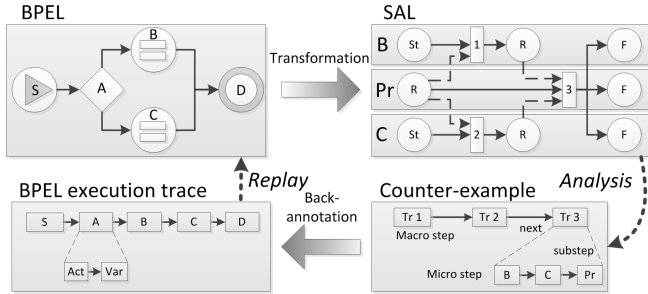 BPEL
S
A
B
C
D
Transformation
SAL
B
St
1
R
F
Pr
R
3
F
C
St
2
R
F
Replay
Analysis
BPEL execution trace
S
A
B
C
D
Act
Var
Back-
annotation
Counter-example
Tr 1
Tr 2
Tr 3
next
Macro step
substep
Micro step
B
C
Pr